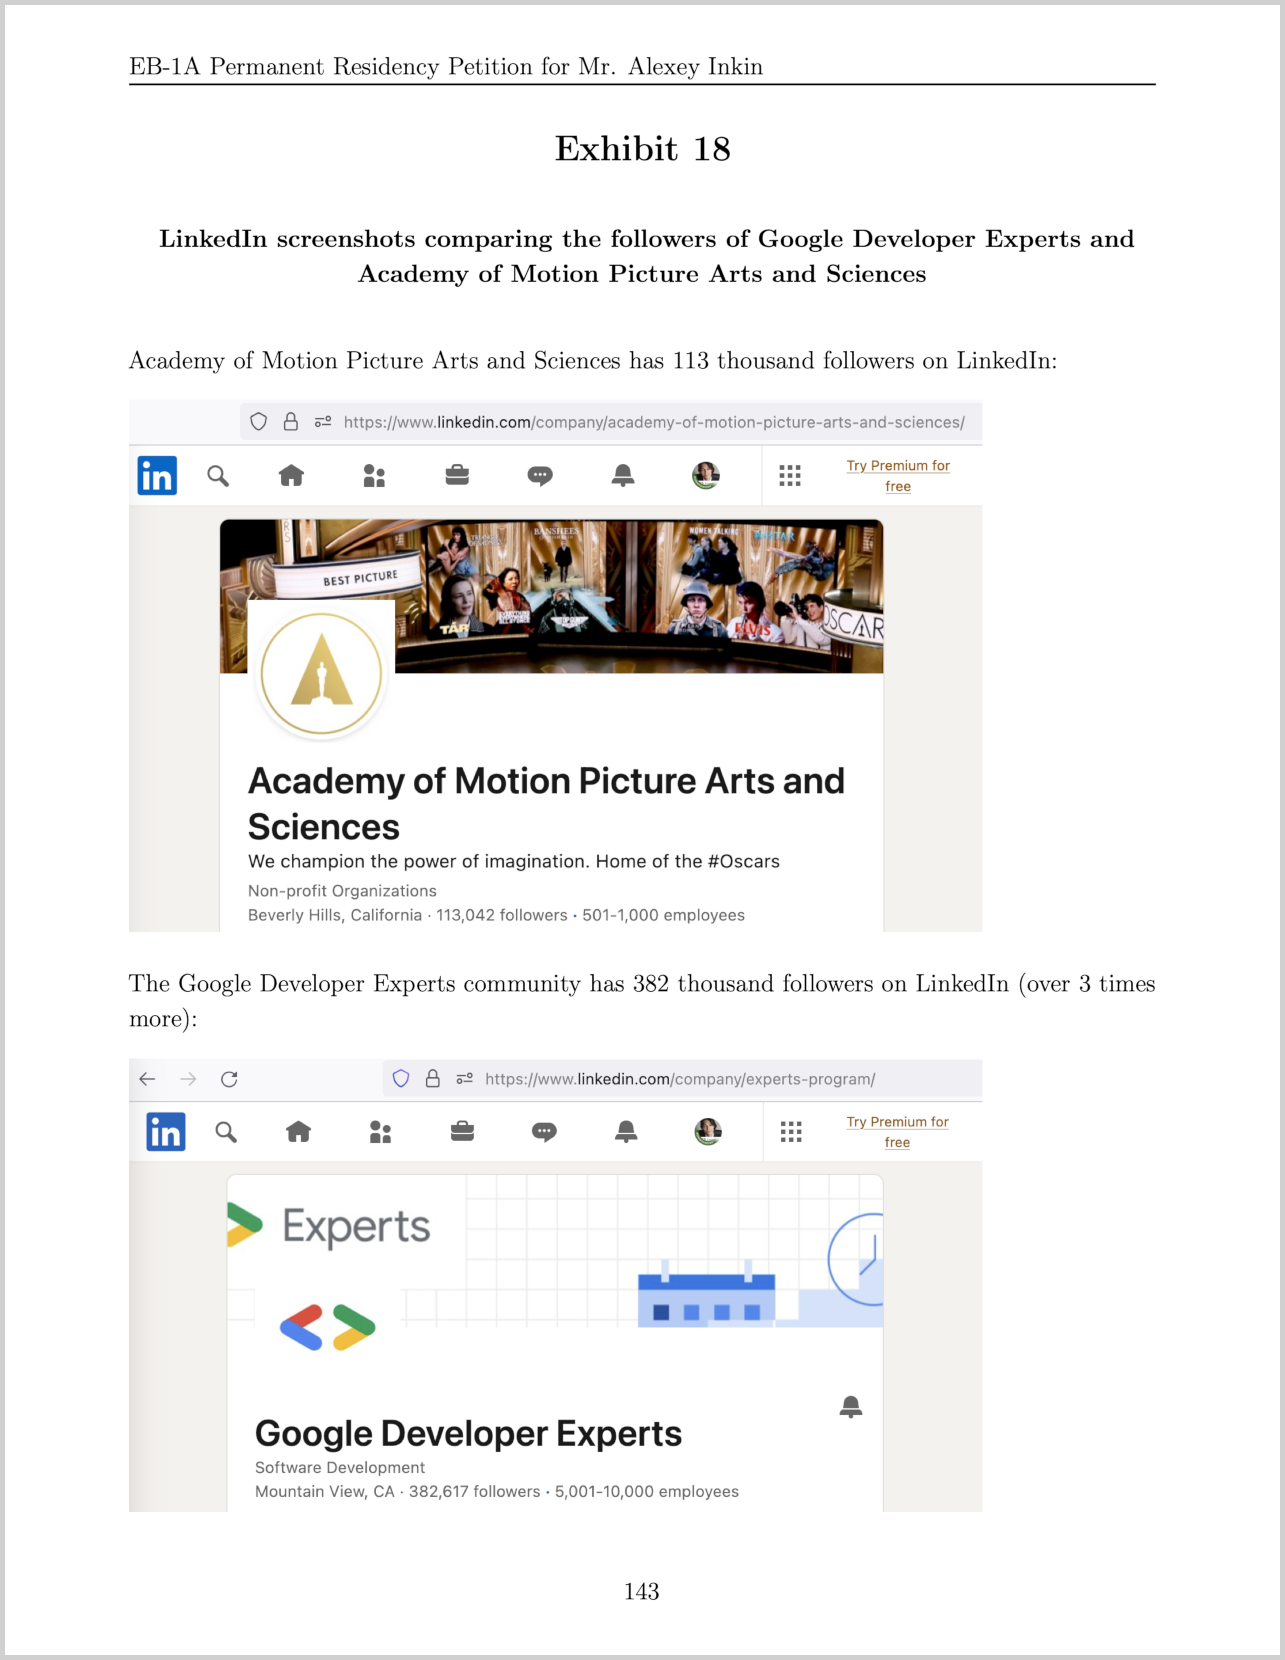 EB-1A Permanent Residency Petition for Mr. Alexey Inkin
Exhibit 18
LinkedIn screenshots comparing the followers of Google Developer Experts and
Academy of Motion Picture Arts and Sciences
Academy of Motion Picture Arts and Sciences has 113 thousand followers on LinkedIn:
https://www.linkedin.com/company/academy-of-motion-picture-arts-and-sciences/
in
Try Premium for
free
BANSHEES
WOMEN TALKING
AVATAR
BEST PICTURE
TÁR
ELVIS
OSCAR
Academy of Motion Picture Arts and
Sciences
We champion the power of imagination. Home of the #Oscars
Non-profit Organizations
Beverly Hills, California · 113,042 followers · 501-1,000 employees
The Google Developer Experts community has 382 thousand followers on LinkedIn (over 3 times
more):
https://www.linkedin.com/company/experts-program/
in
Try Premium for
free
Experts
Google Developer Experts
Software Development
Mountain View, CA · 382,617 followers · 5,001-10,000 employees
143